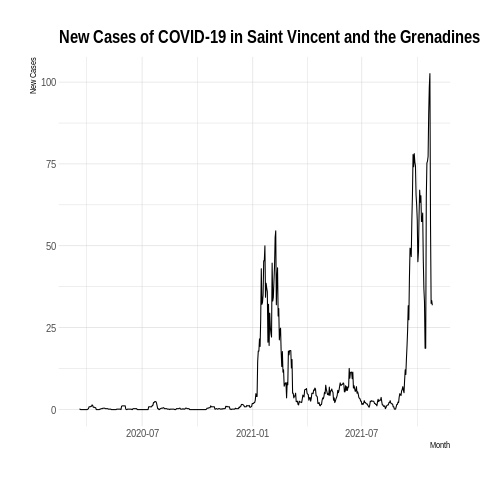 New Cases of COVID-19 in Saint Vincent and the Grenadines
New Cases
100
75
50
25
0
2020-07
2021-01
2021-07
Month